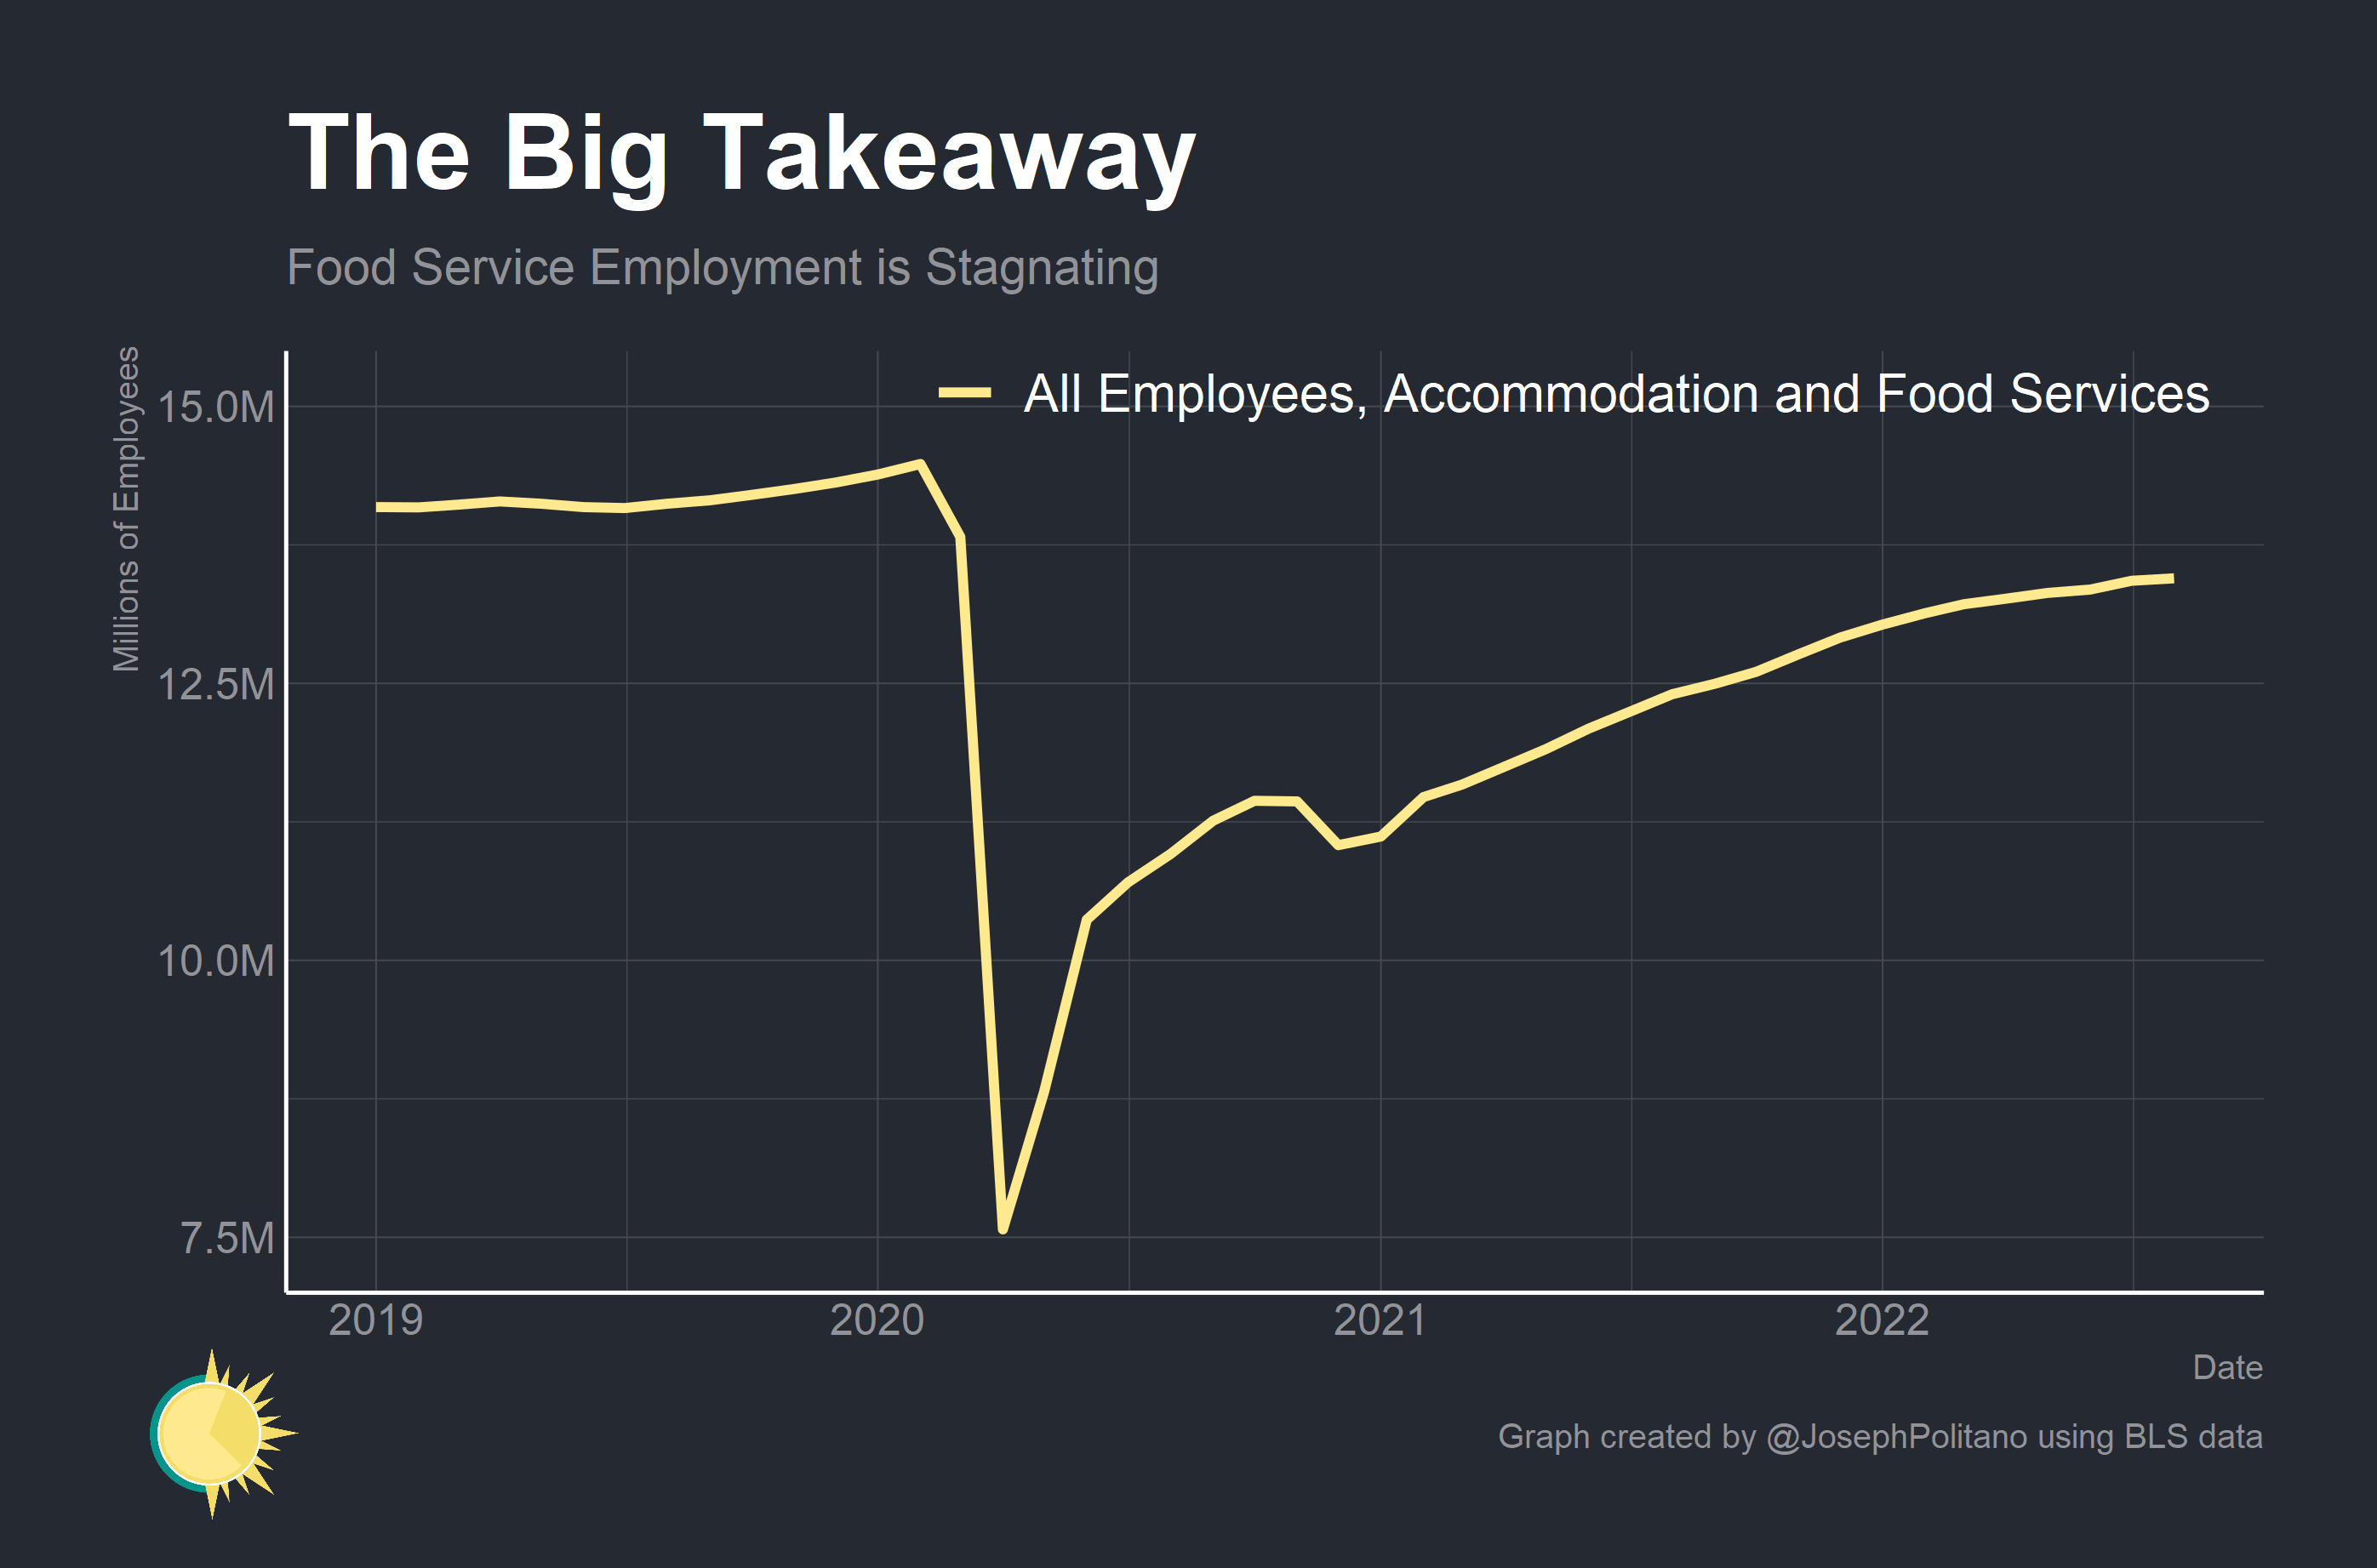 The Big Takeaway
Food Service Employment is Stagnating
Millions of Employees
All Employees, Accommodation and Food Services
15.0M
12.5M
10.0M
7.5M
2019 2020 2021 2022
Date
Graph created by @JosephPolitano using BLS data